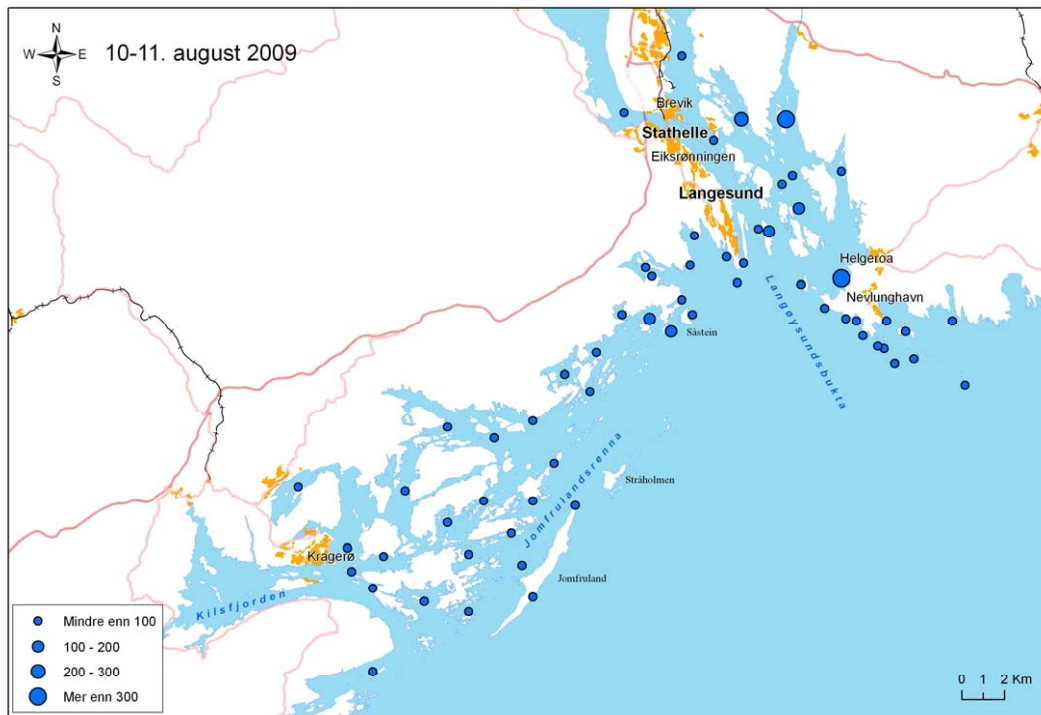 N
W E
S
10-11. august 2009
Brevik
Stathelle
Eiksrønningen
Langesund
Helgeroa
Nevlunghavn
Langøysundsbukta
Såstein
Jomfrulandsrenna
Stråholmen
Kragerø
Jomfruland
Kilsfjorden
Mindre enn 100
100 - 200
200 - 300
Mer enn 300
0 1 2 Km